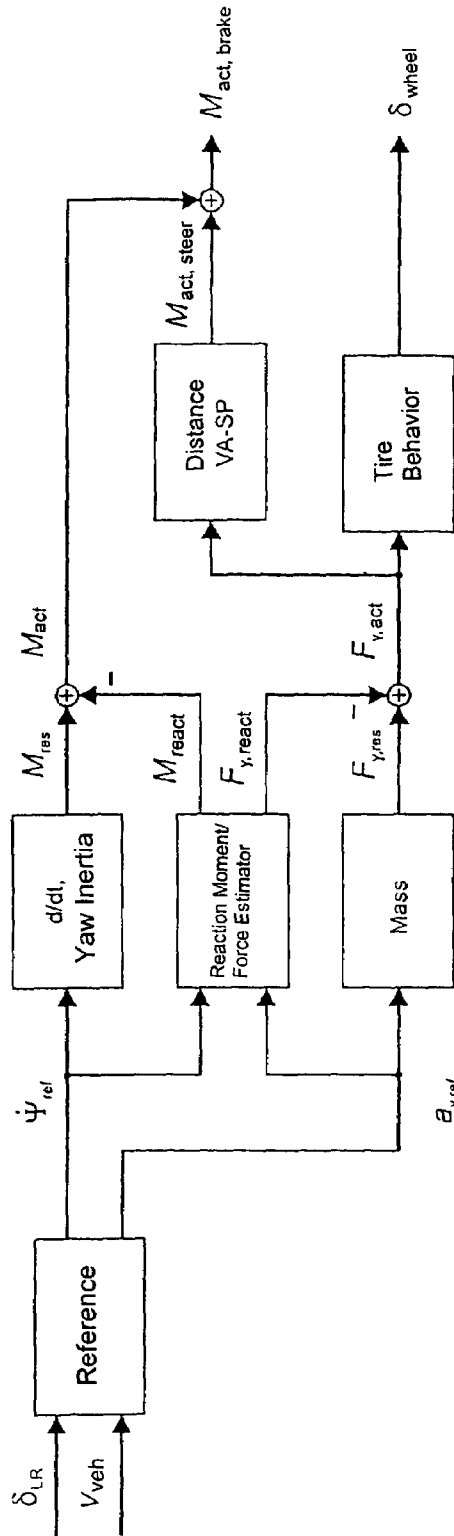 δLR
Vveh
Reference
Ψ̇ref
ay,ref
d/dt,
Yaw Inertia
Reaction Moment/
Force Estimator
Mass
Mres
Mreact
Fy,react
Fy,res
+
−
+
−
Mact
Fy,act
Distance
VA-SP
Tire
Behavior
Mact, steer
+
Mact, brake
δwheel